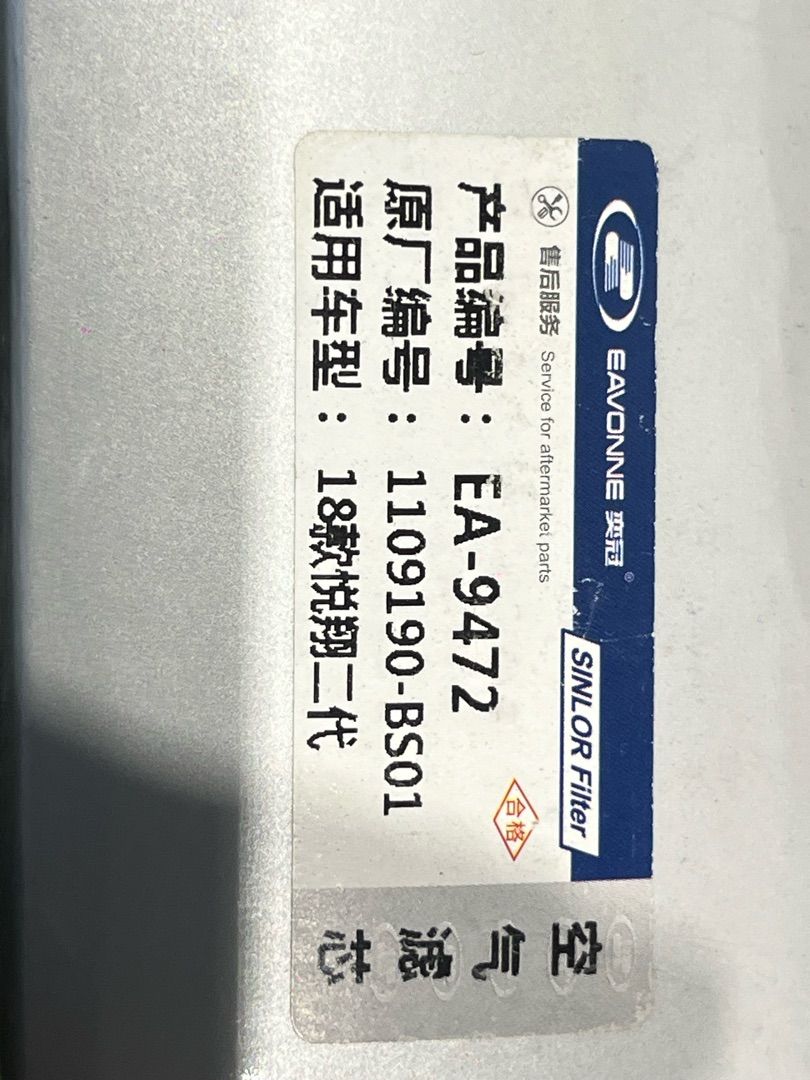 EAVONNE 奕冠®
SINLOR Filter
售后服务 Service for aftermarket parts
产品编号: EA-9472
原厂编号: 1109190-BS01
适用车型: 18款悦翔二代
合格
空气滤芯